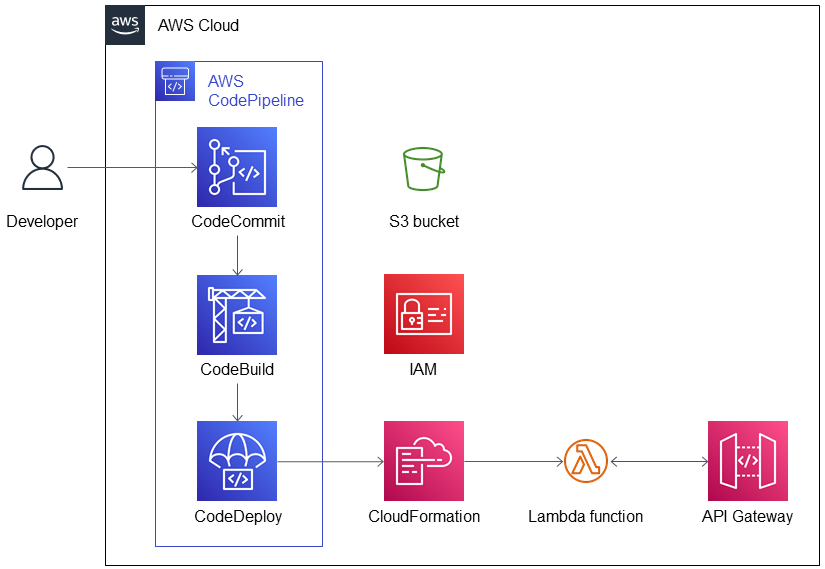 aws
AWS Cloud
AWS
CodePipeline
Developer
CodeCommit
S3 bucket
CodeBuild
IAM
CodeDeploy
CloudFormation
Lambda function
API Gateway